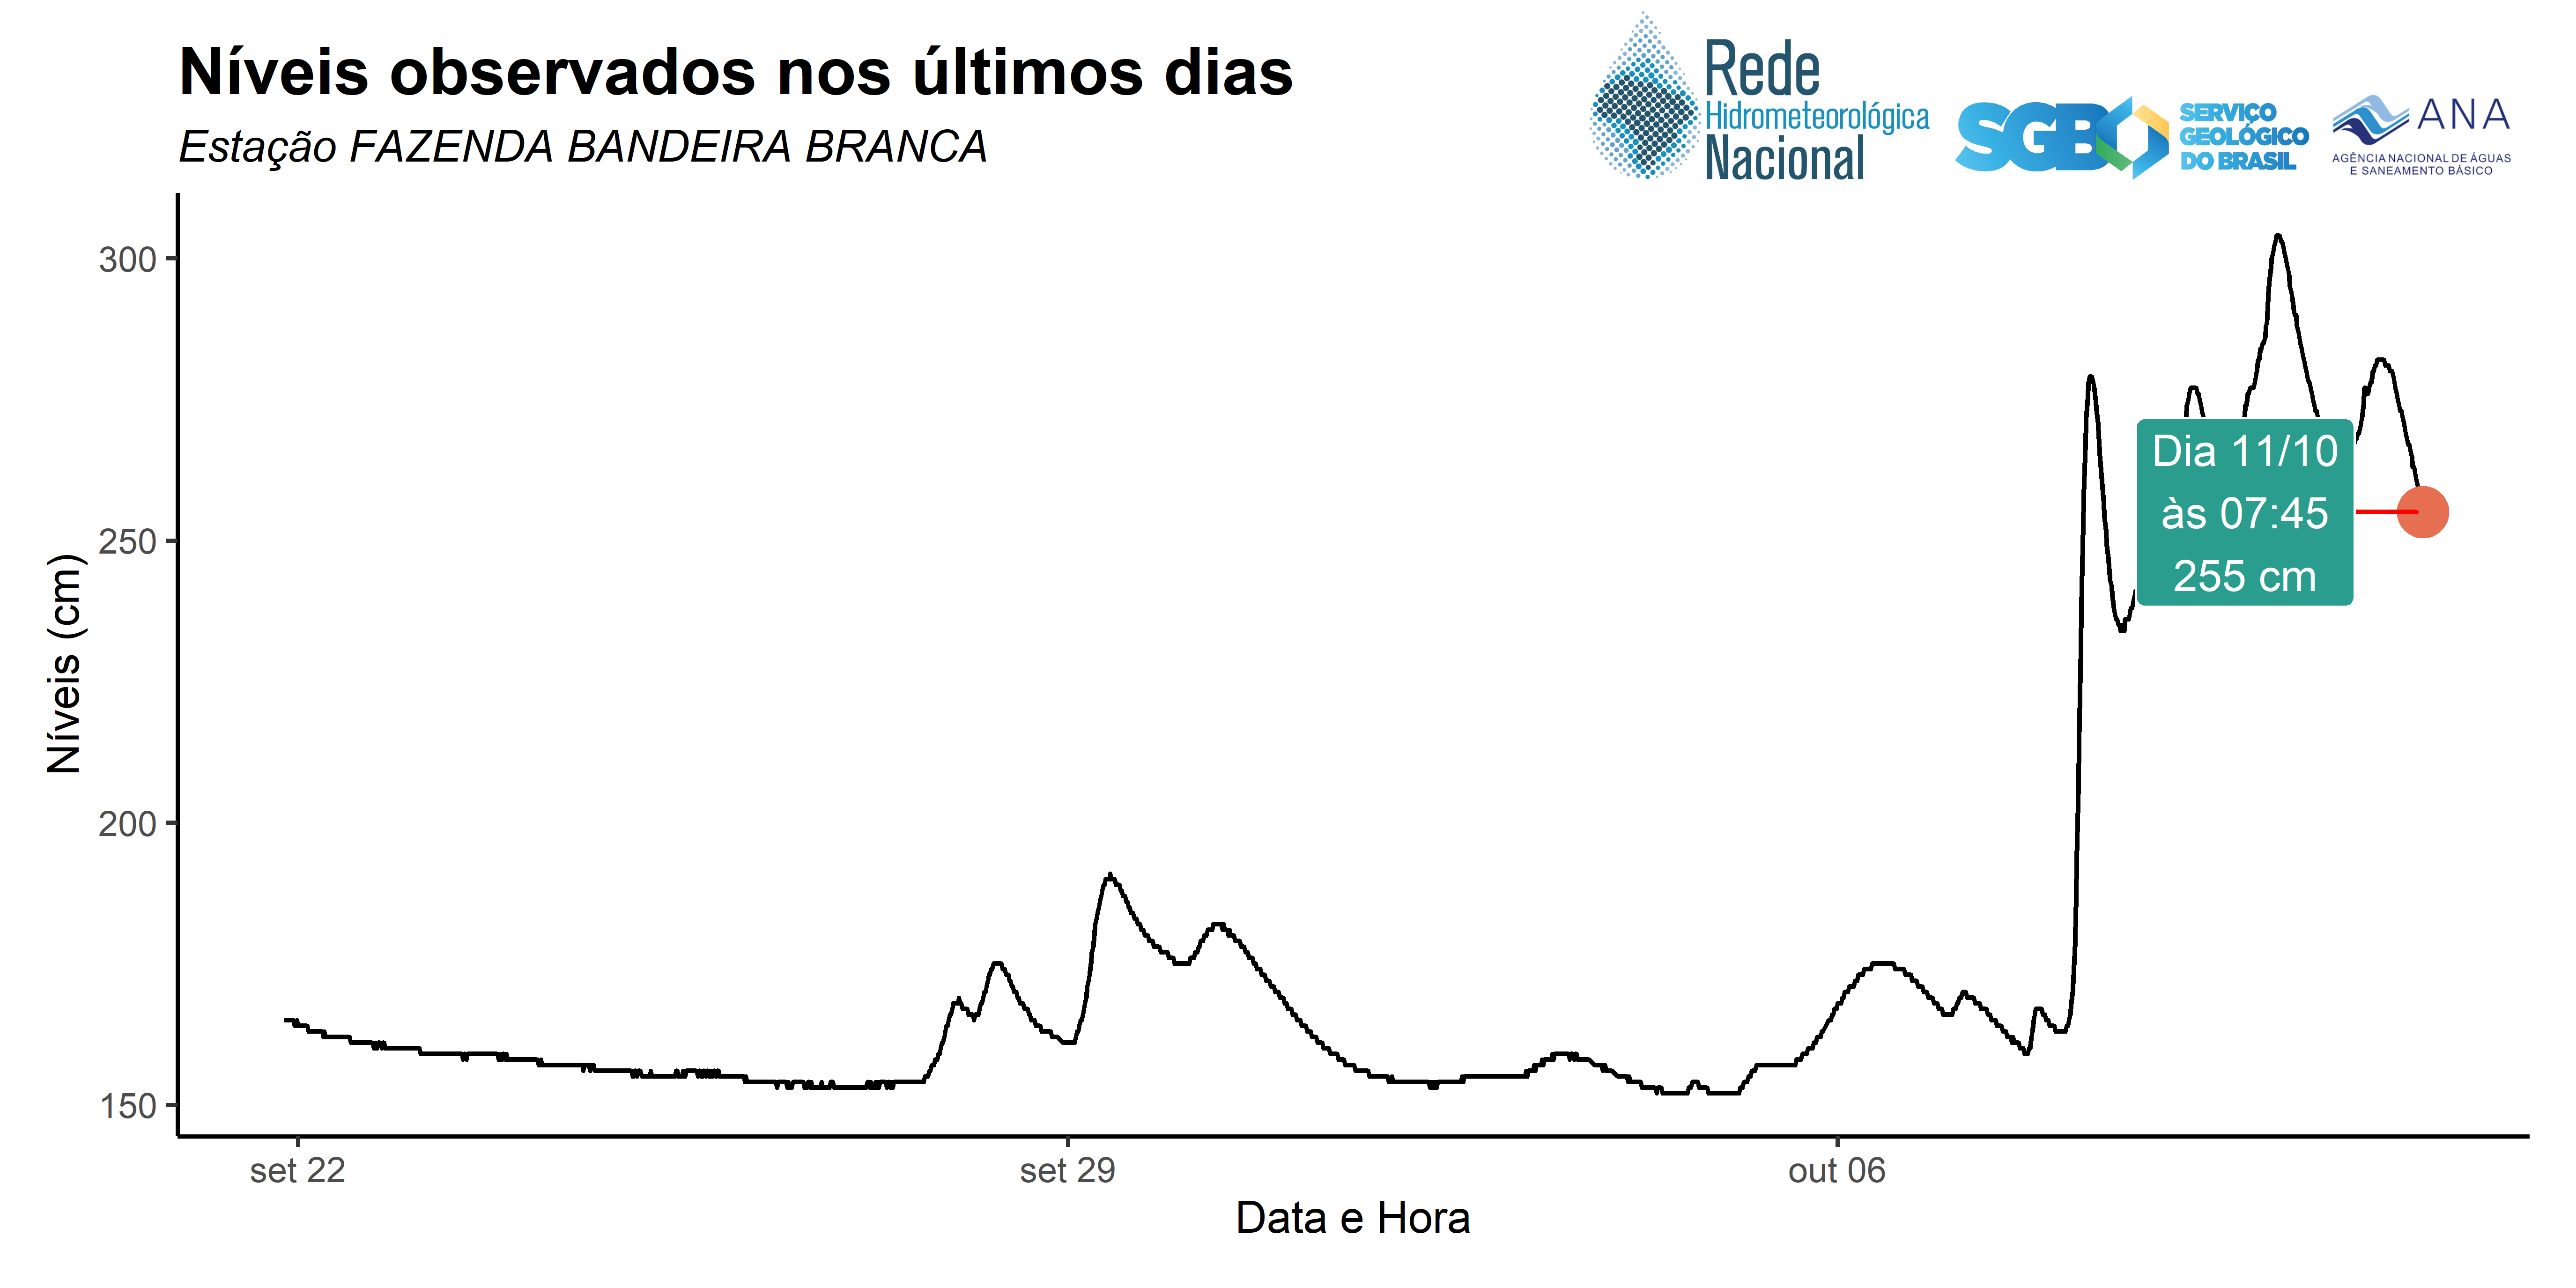 Níveis observados nos últimos dias
Estação FAZENDA BANDEIRA BRANCA
Rede
Hidrometeorológica
Nacional
SGB
SERVIÇO
GEOLÓGICO
DO BRASIL
ANA
AGÊNCIA NACIONAL DE ÁGUAS
E SANEAMENTO BÁSICO
Níveis (cm)
300
250
200
150
Dia 11/10
às 07:45
255 cm
set 22
set 29
out 06
Data e Hora